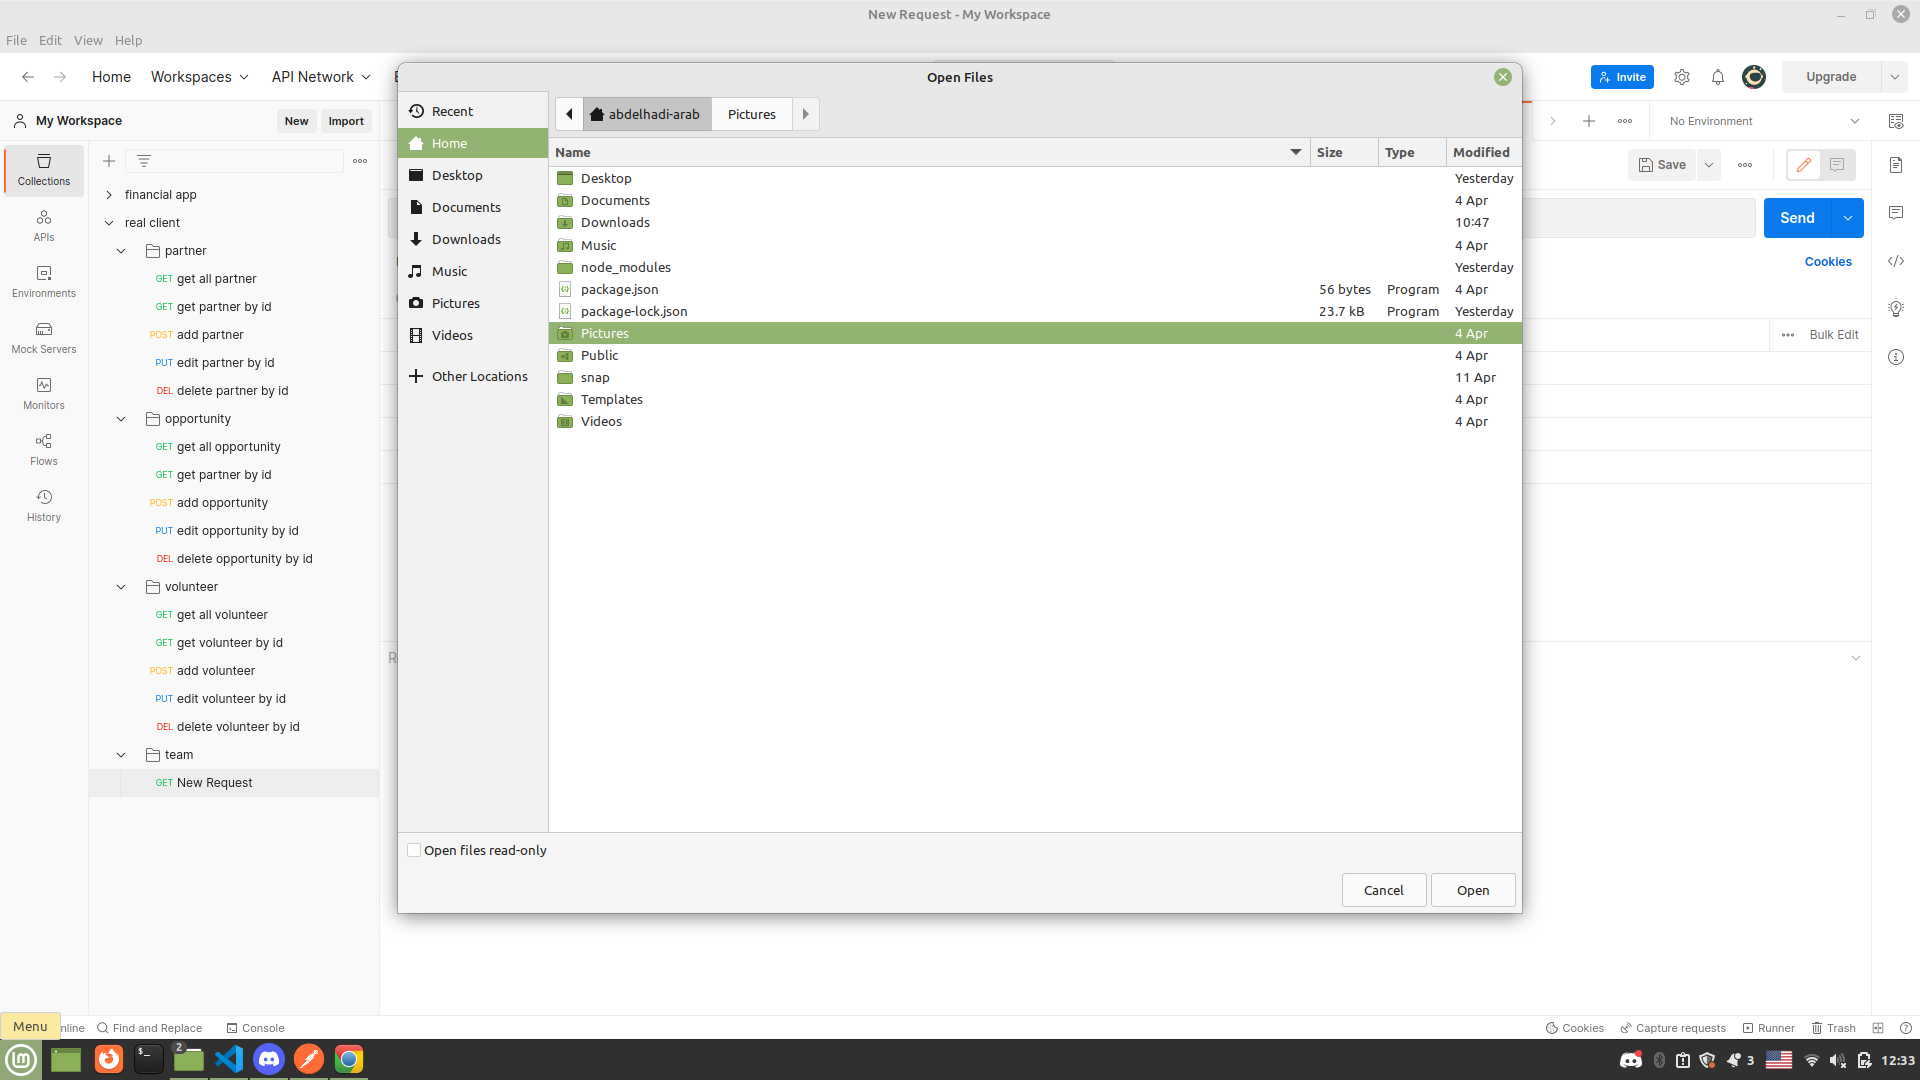 New Request - My Workspace
File Edit View Help
Home Workspaces API Network
Invite Upgrade
Open Files
My Workspace New Import
No Environment
Collections
APIs
Environments
Mock Servers
Monitors
Flows
History
financial app
real client
partner
GET get all partner
GET get partner by id
POST add partner
PUT edit partner by id
DEL delete partner by id
opportunity
GET get all opportunity
GET get partner by id
POST add opportunity
PUT edit opportunity by id
DEL delete opportunity by id
volunteer
GET get all volunteer
GET get volunteer by id
POST add volunteer
PUT edit volunteer by id
DEL delete volunteer by id
team
GET New Request
Recent
Home
Desktop
Documents
Downloads
Music
Pictures
Videos
Other Locations
abdelhadi-arab Pictures
Name Size Type Modified
Desktop Yesterday
Documents 4 Apr
Downloads 10:47
Music 4 Apr
node_modules Yesterday
package.json 56 bytes Program 4 Apr
package-lock.json 23.7 kB Program Yesterday
Pictures 4 Apr
Public 4 Apr
snap 11 Apr
Templates 4 Apr
Videos 4 Apr
Open files read-only
Cancel Open
Save
Send
Cookies
Bulk Edit
Menu nline Find and Replace Console
Cookies Capture requests Runner Trash
2
3 12:33